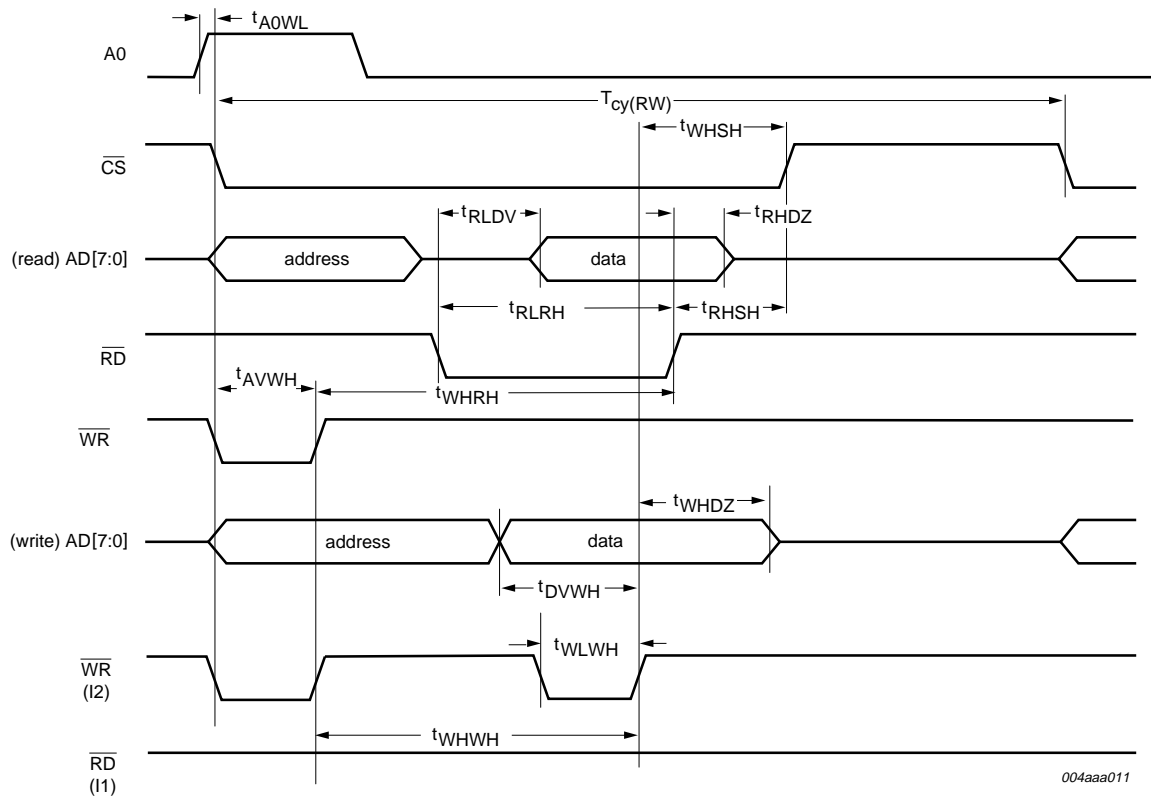 tA0WL
A0
Tcy(RW)
tWHSH
CS
tRLDV
tRHDZ
(read) AD[7:0]
address
data
tRLRH
tRHSH
RD
tAVWH
tWHRH
WR
tWHDZ
(write) AD[7:0]
address
data
tDVWH
tWLWH
WR
(I2)
tWHWH
RD
(I1)
004aaa011